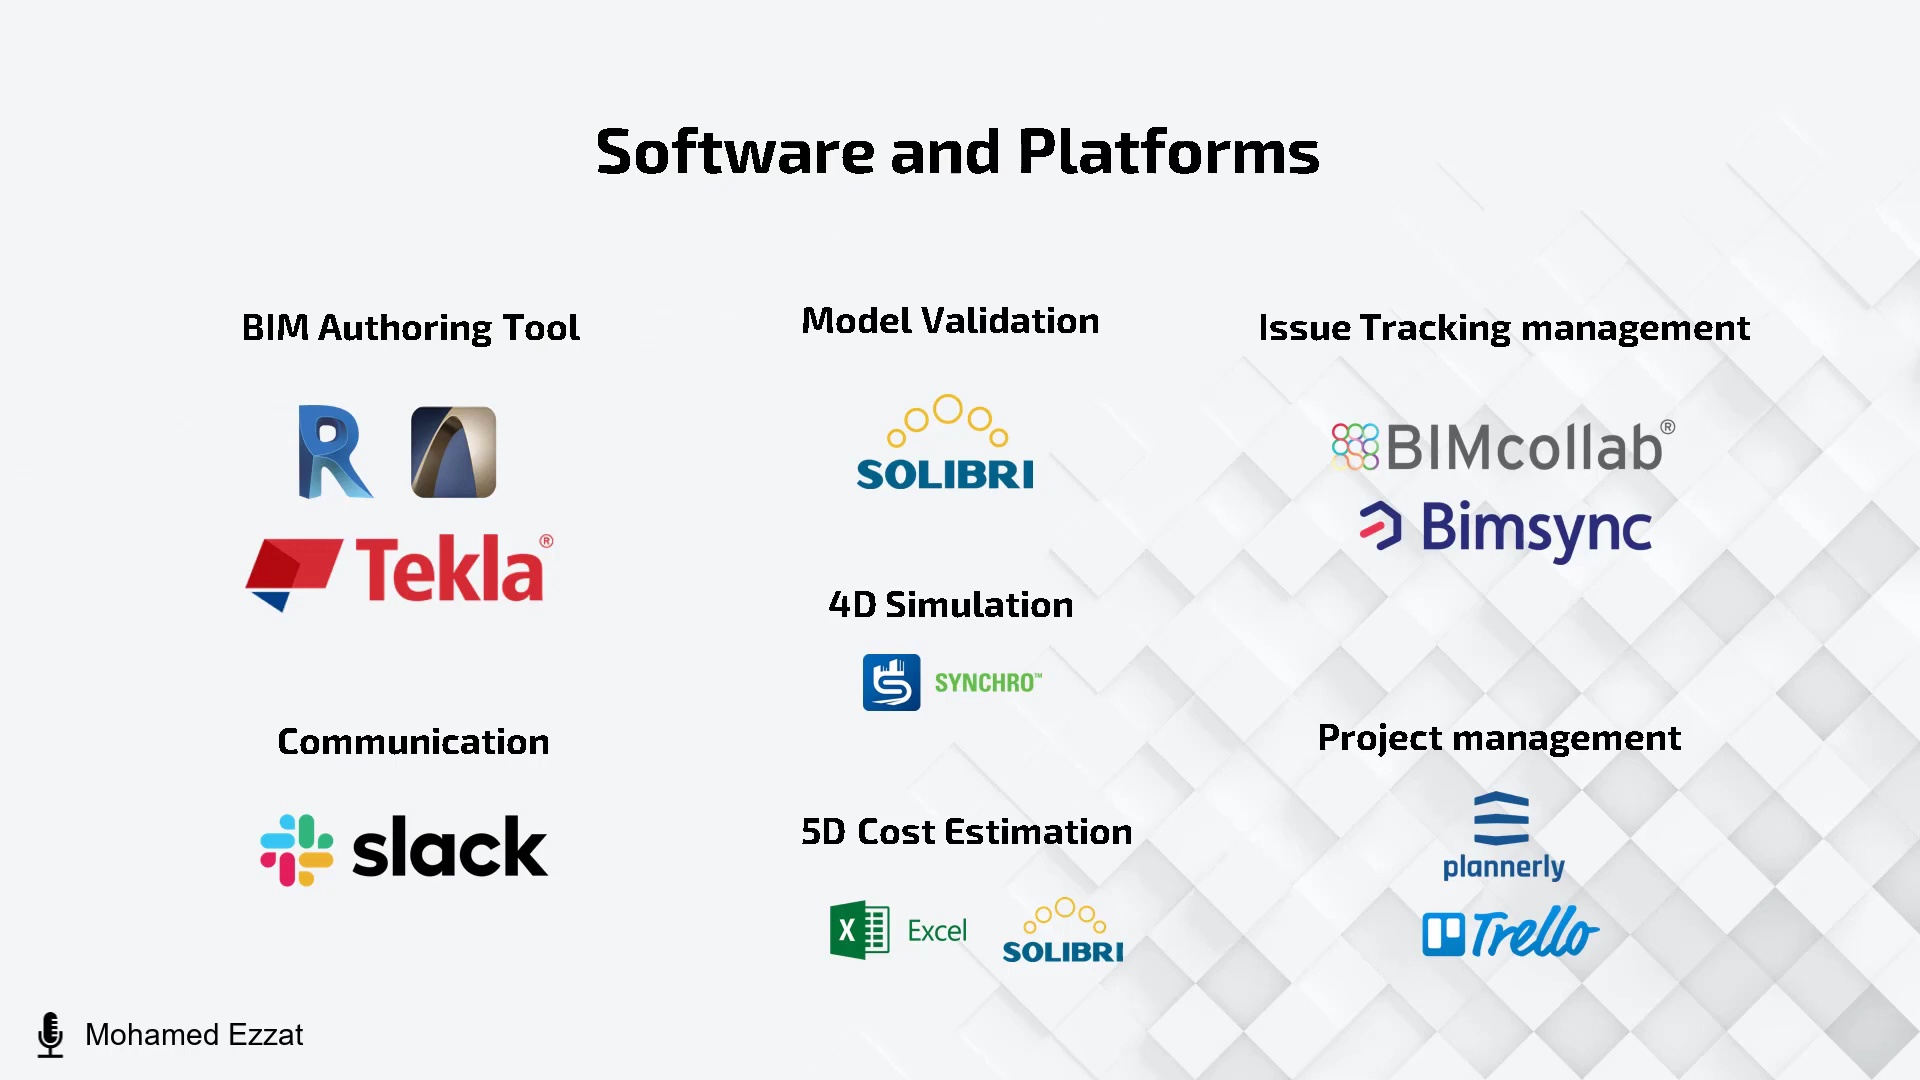 Software and Platforms
BIM Authoring Tool
R
Tekla®
Communication
slack
Model Validation
SOLIBRI
4D Simulation
SYNCHRO™
5D Cost Estimation
X Excel
SOLIBRI
Issue Tracking management
BIMcollab®
Bimsync
Project management
plannerly
Trello
Mohamed Ezzat